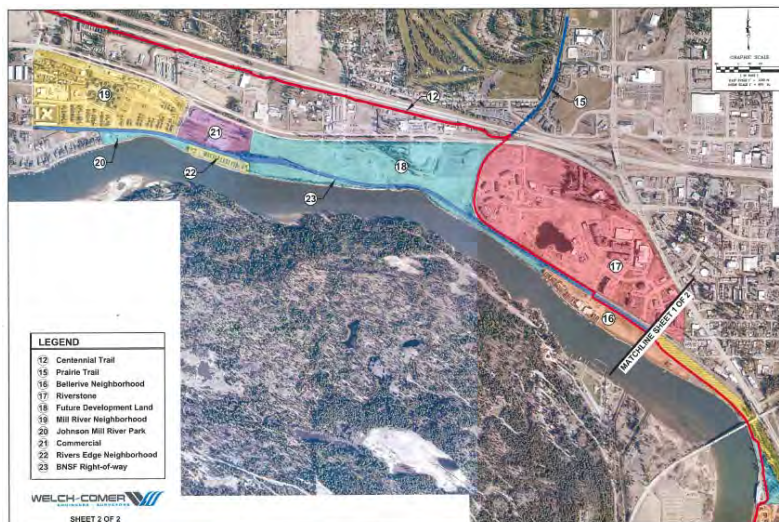 GRAPHIC SCALE
12
15
19
21
18
20
22
23
17
16
MATCHLINE SHEET 1 OF 2
LEGEND
12 Centennial Trail
15 Prairie Trail
16 Bellerive Neighborhood
17 Riverstone
18 Future Development Land
19 Mill River Neighborhood
20 Johnson Mill River Park
21 Commercial
22 Rivers Edge Neighborhood
23 BNSF Right-of-way
WELCH-COMER
ENGINEERS · SURVEYORS
SHEET 2 OF 2